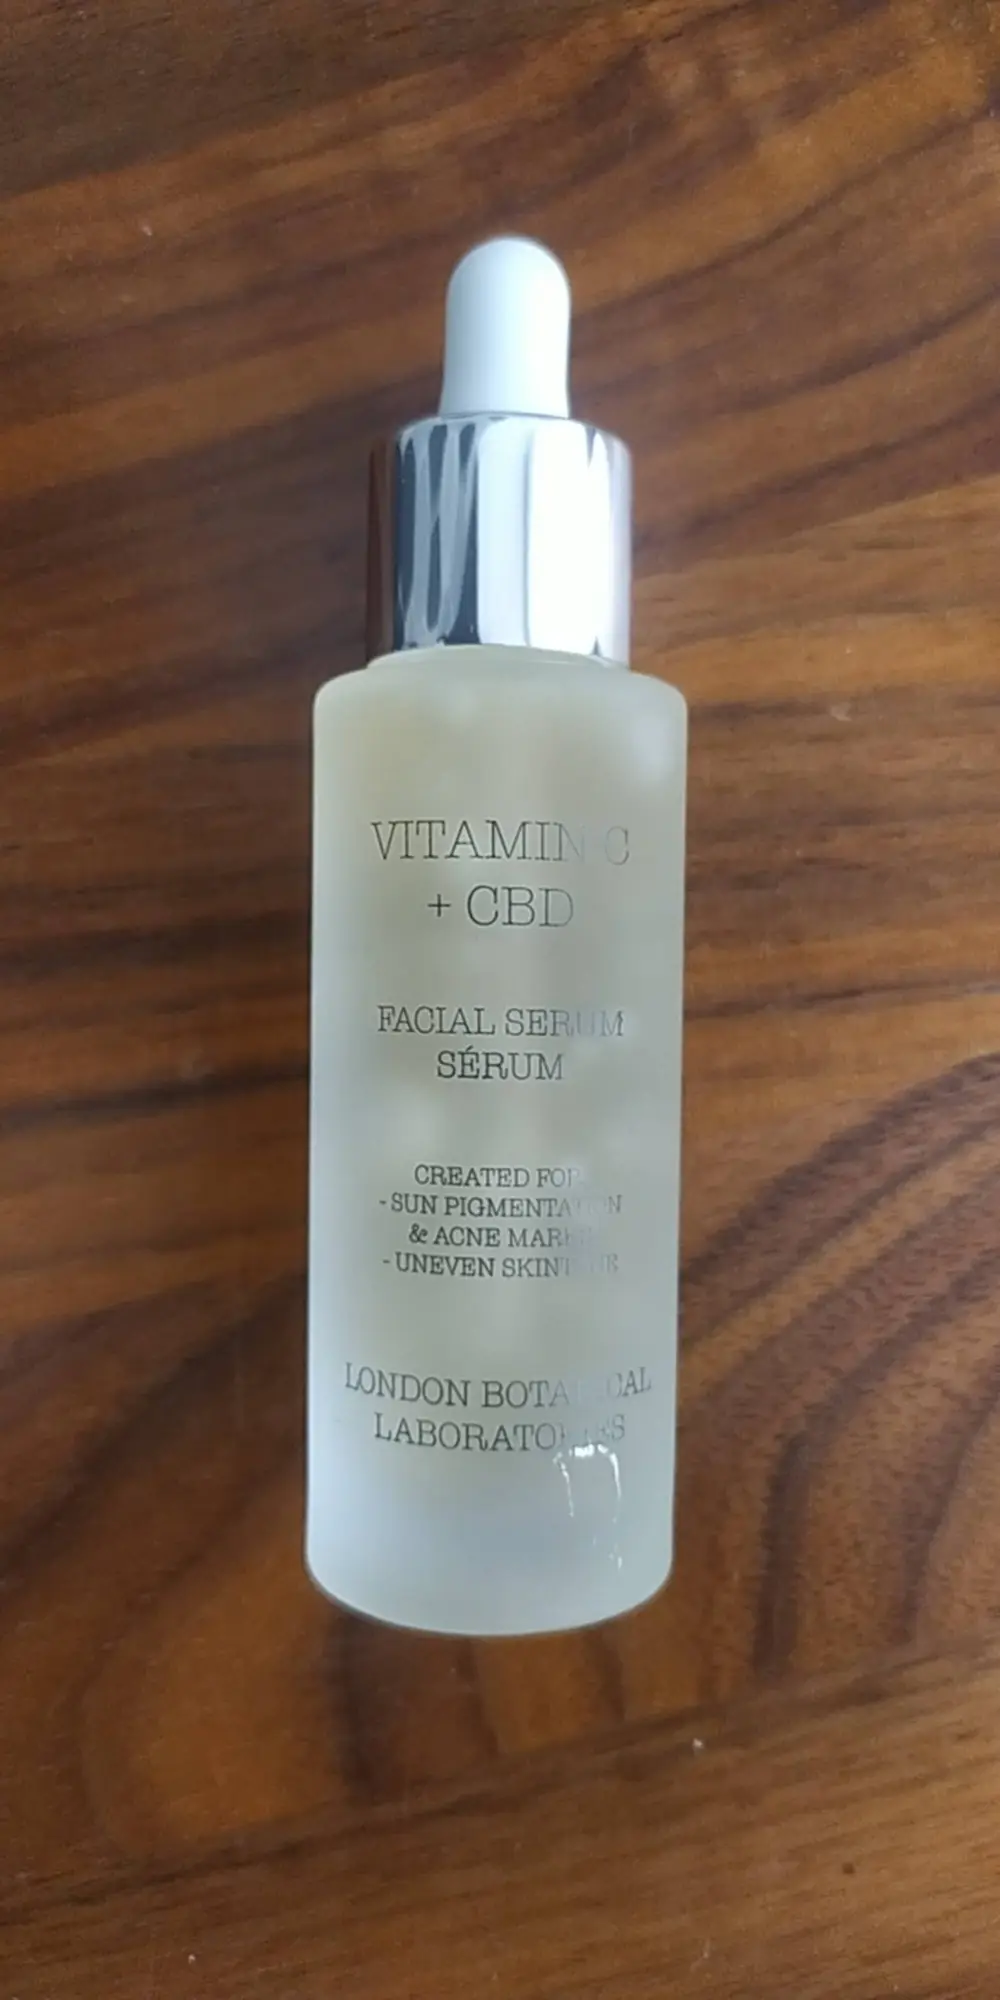 VITAMIN C
+ CBD
FACIAL SERUM
SÉRUM
CREATED FOR
- SUN PIGMENTATION
& ACNE MARKS
- UNEVEN SKINTONE
LONDON BOTANICAL
LABORATORIES